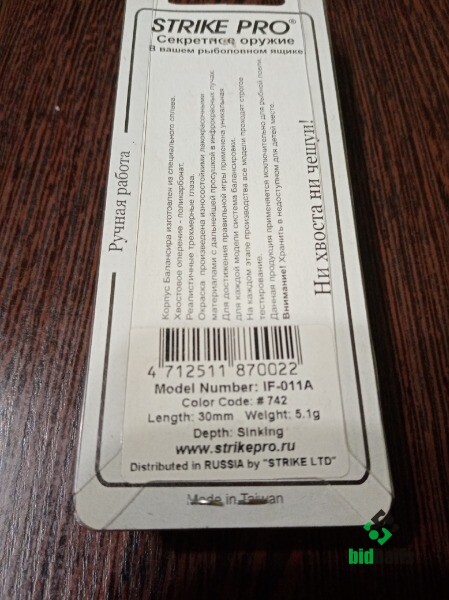 STRIKE PRO®
Секретное оружие
В вашем рыболовном ящике
Ручная работа
Корпус Балансира изготовлен из специального сплава.
Хвостовое оперение - поликарбонат.
Реалистичные трехмерные глаза.
Окраска произведена износостойкими лакокрасочными
материалами с дальнейшей просушкой в инфрокрасных лучах.
Для достижения правильной игры применена уникальная
для каждой модели система балансировки.
На каждом этапе производства все модели проходят строгое
тестирование.
Данная продукция применяется исключительно для рыбной ловли.
Внимание! Хранить в недоступном для детей месте.
Ни хвоста ни чешуи!
4 712511 870022
Model Number: IF-011A
Color Code: # 742
Length: 30mm Weight: 5.1g
Depth: Sinking
www.strikepro.ru
Distributed in RUSSIA by "STRIKE LTD"
Made in Taiwan
bid